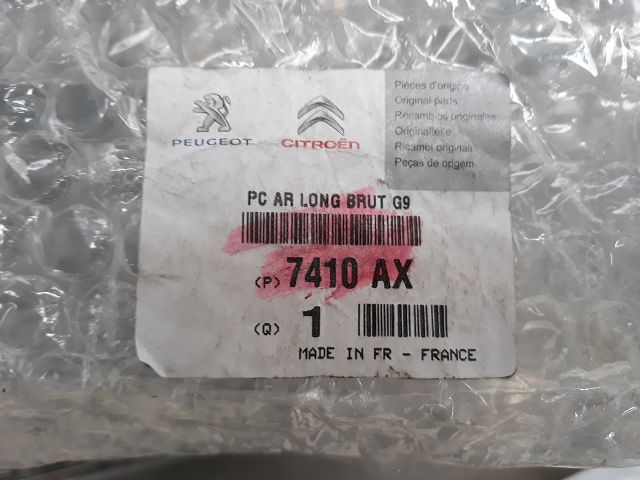 PEUGEOT
CITROËN
Pièces d'origine
Original parts
Recambios originales
Originalteile
Ricambi originali
Peças de origem
PC AR LONG BRUT G9
(P) 7410 AX
(Q) 1
MADE IN FR - FRANCE